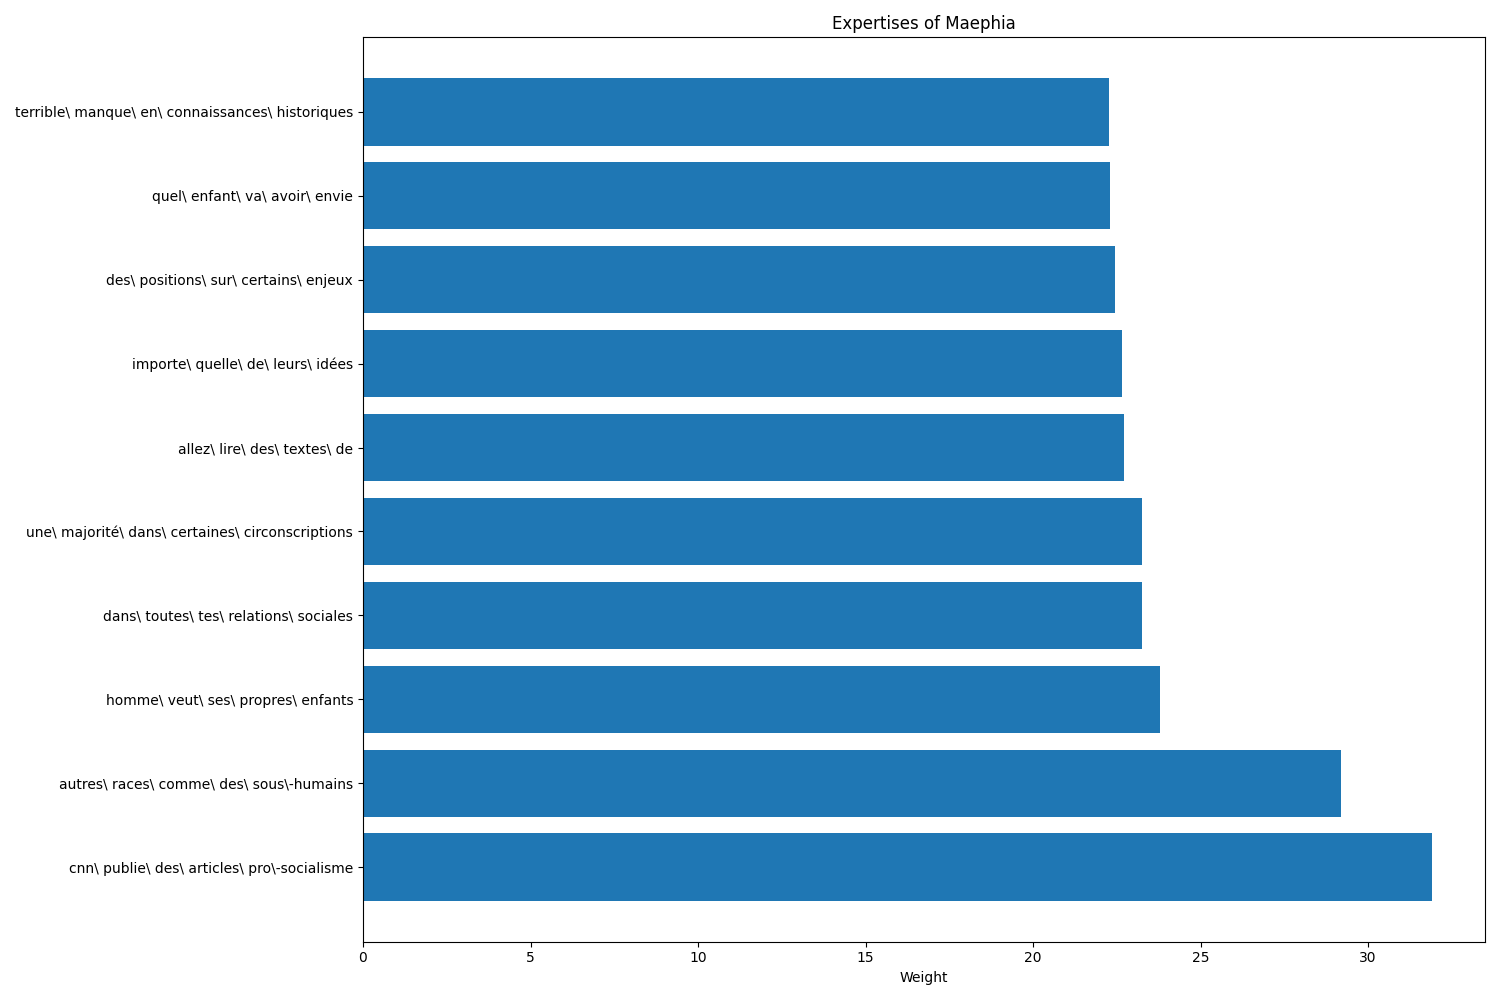 Expertises of Maephia
terrible\ manque\ en\ connaissances\ historiques
quel\ enfant\ va\ avoir\ envie
des\ positions\ sur\ certains\ enjeux
importe\ quelle\ de\ leurs\ idées
allez\ lire\ des\ textes\ de
une\ majorité\ dans\ certaines\ circonscriptions
dans\ toutes\ tes\ relations\ sociales
homme\ veut\ ses\ propres\ enfants
autres\ races\ comme\ des\ sous\-humains
cnn\ publie\ des\ articles\ pro\-socialisme
0 5 10 15 20 25 30
Weight